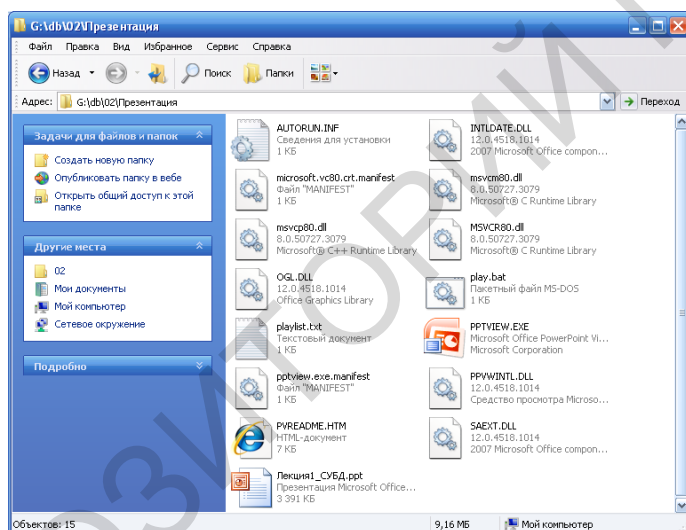 G:\db\02\Презентация
Файл Правка Вид Избранное Сервис Справка
Назад Поиск Папки
Адрес: G:\db\02\Презентация Переход
Задачи для файлов и папок
Создать новую папку
Опубликовать папку в вебе
Открыть общий доступ к этой
папке
Другие места
02
Мои документы
Мой компьютер
Сетевое окружение
Подробно
AUTORUN.INF
Сведения для установки
1 КБ
INTLDATE.DLL
12.0.4518.1014
2007 Microsoft Office compon...
microsoft.vc80.crt.manifest
Файл "MANIFEST"
1 КБ
msvcm80.dll
8.0.50727.3079
Microsoft® C Runtime Library
msvcp80.dll
8.0.50727.3079
Microsoft® C++ Runtime Library
MSVCR80.dll
8.0.50727.3079
Microsoft® C Runtime Library
OGL.DLL
12.0.4518.1014
Office Graphics Library
play.bat
Пакетный файл MS-DOS
1 КБ
playlist.txt
Текстовый документ
1 КБ
PPTVIEW.EXE
Microsoft Office PowerPoint Vi...
Microsoft Corporation
pptview.exe.manifest
Файл "MANIFEST"
1 КБ
PPVWINTL.DLL
12.0.4518.1014
Средство просмотра Microso...
PVREADME.HTM
HTML-документ
7 КБ
SAEXT.DLL
12.0.4518.1014
2007 Microsoft Office compon...
Лекция1_СУБД.ppt
Презентация Microsoft Office...
3 391 КБ
Объектов: 15 9,16 МБ Мой компьютер